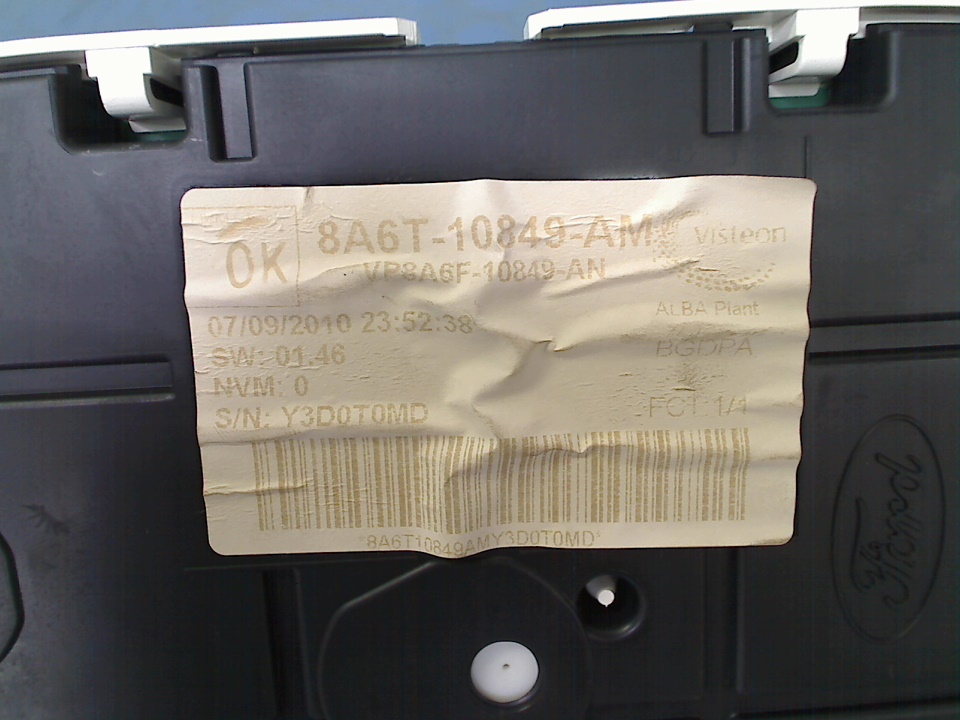 OK
8A6T-10849-AM
VP8A6F-10849-AN
Visteon
07/09/2010 23:52:38
ALBA Plant
SW: 01.46
BGDPA
NVM: 0
S/N: Y3D0T0MD
FCT: 1/1
*8A6T10849AMY3D0T0MD*
Ford